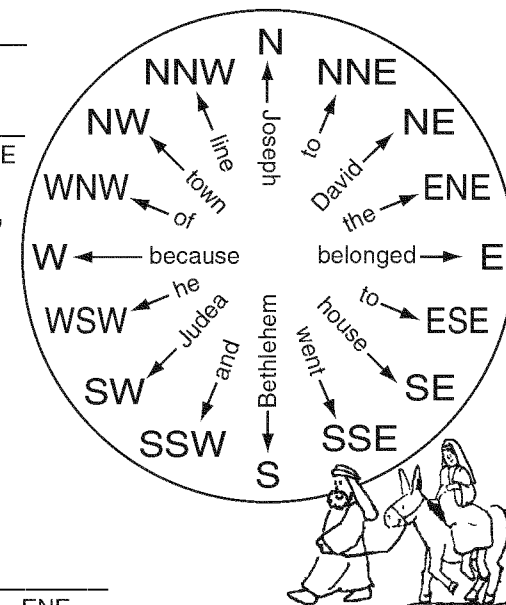 N
Joseph
NNE
to
NE
David
ENE
the
E
belonged
ESE
to
SE
house
SSE
went
S
Bethlehem
SSW
and
SW
Judea
WSW
he
W
because
WNW
of
NW
town
NNW
line
E
ENE